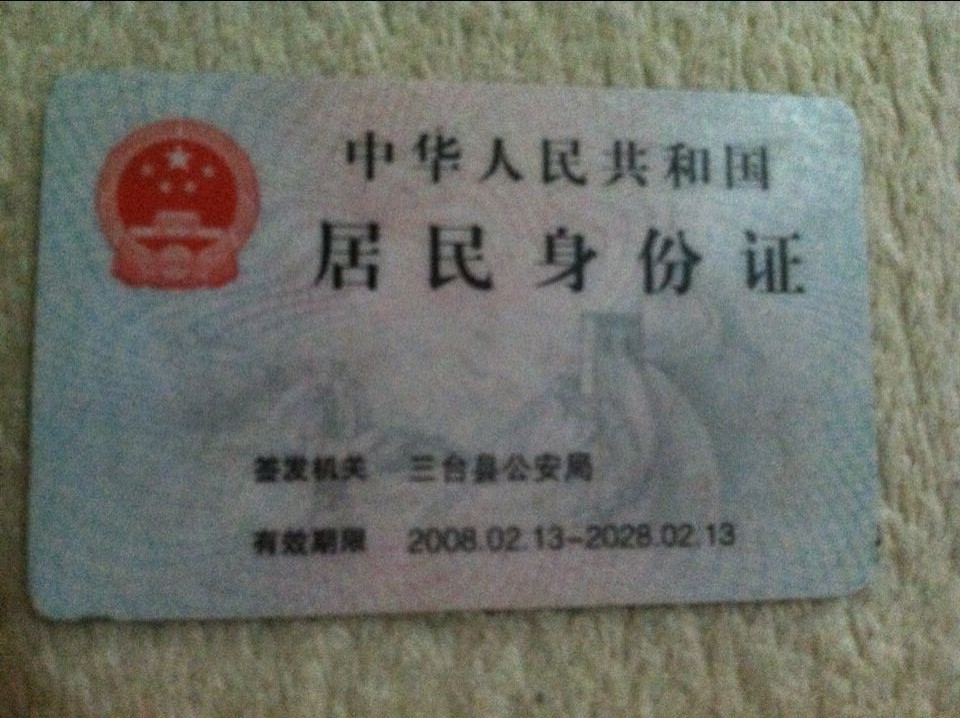 中华人民共和国
居民身份证
签发机关 三台县公安局
有效期限 2008.02.13-2028.02.13